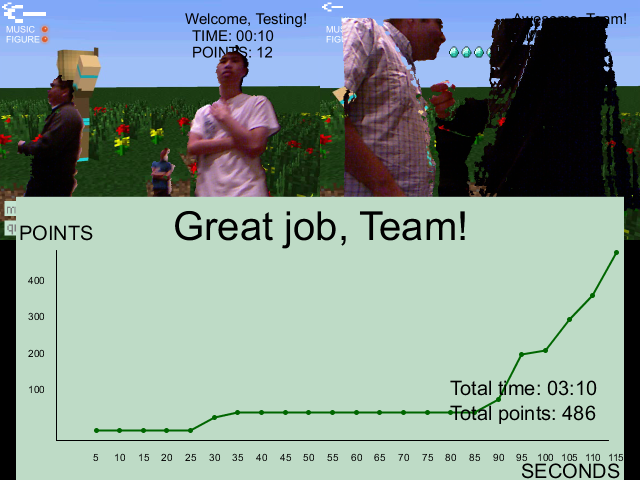 Welcome, Testing!
TIME: 00:10
POINTS: 12
MUSIC
FIGURE
MUSIC
FIGU
Team!
Great job, Team!
POINTS
400
300
200
100
Total time: 03:10
Total points: 486
5 10 15 20 25 30 35 40 45 50 55 60 65 70 75 80 85 90 95 100 105 110 115
SECONDS